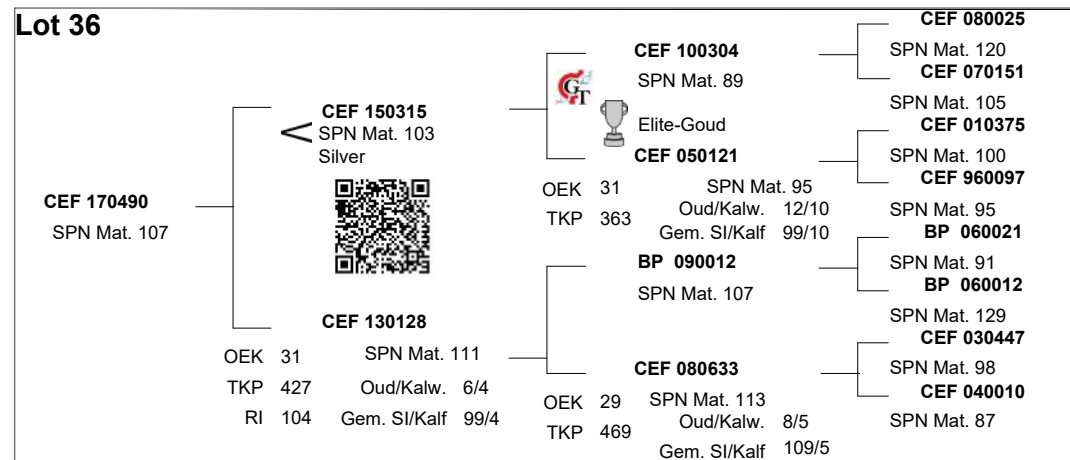 Lot 36
CEF 170490
SPN Mat. 107
CEF 150315
SPN Mat. 103
Silver
CEF 130128
OEK 31 SPN Mat. 111
TKP 427 Oud/Kalw. 6/4
RI 104 Gem. SI/Kalf 99/4
CEF 100304
SPN Mat. 89
GT
Elite-Goud
CEF 050121
OEK 31 SPN Mat. 95
TKP 363 Oud/Kalw. 12/10
Gem. SI/Kalf 99/10
BP 090012
SPN Mat. 107
CEF 080633
OEK 29 SPN Mat. 113
TKP 469 Oud/Kalw. 8/5
Gem. SI/Kalf 109/5
CEF 080025
SPN Mat. 120
CEF 070151
SPN Mat. 105
CEF 010375
SPN Mat. 100
CEF 960097
SPN Mat. 95
BP 060021
SPN Mat. 91
BP 060012
SPN Mat. 129
CEF 030447
SPN Mat. 98
CEF 040010
SPN Mat. 87